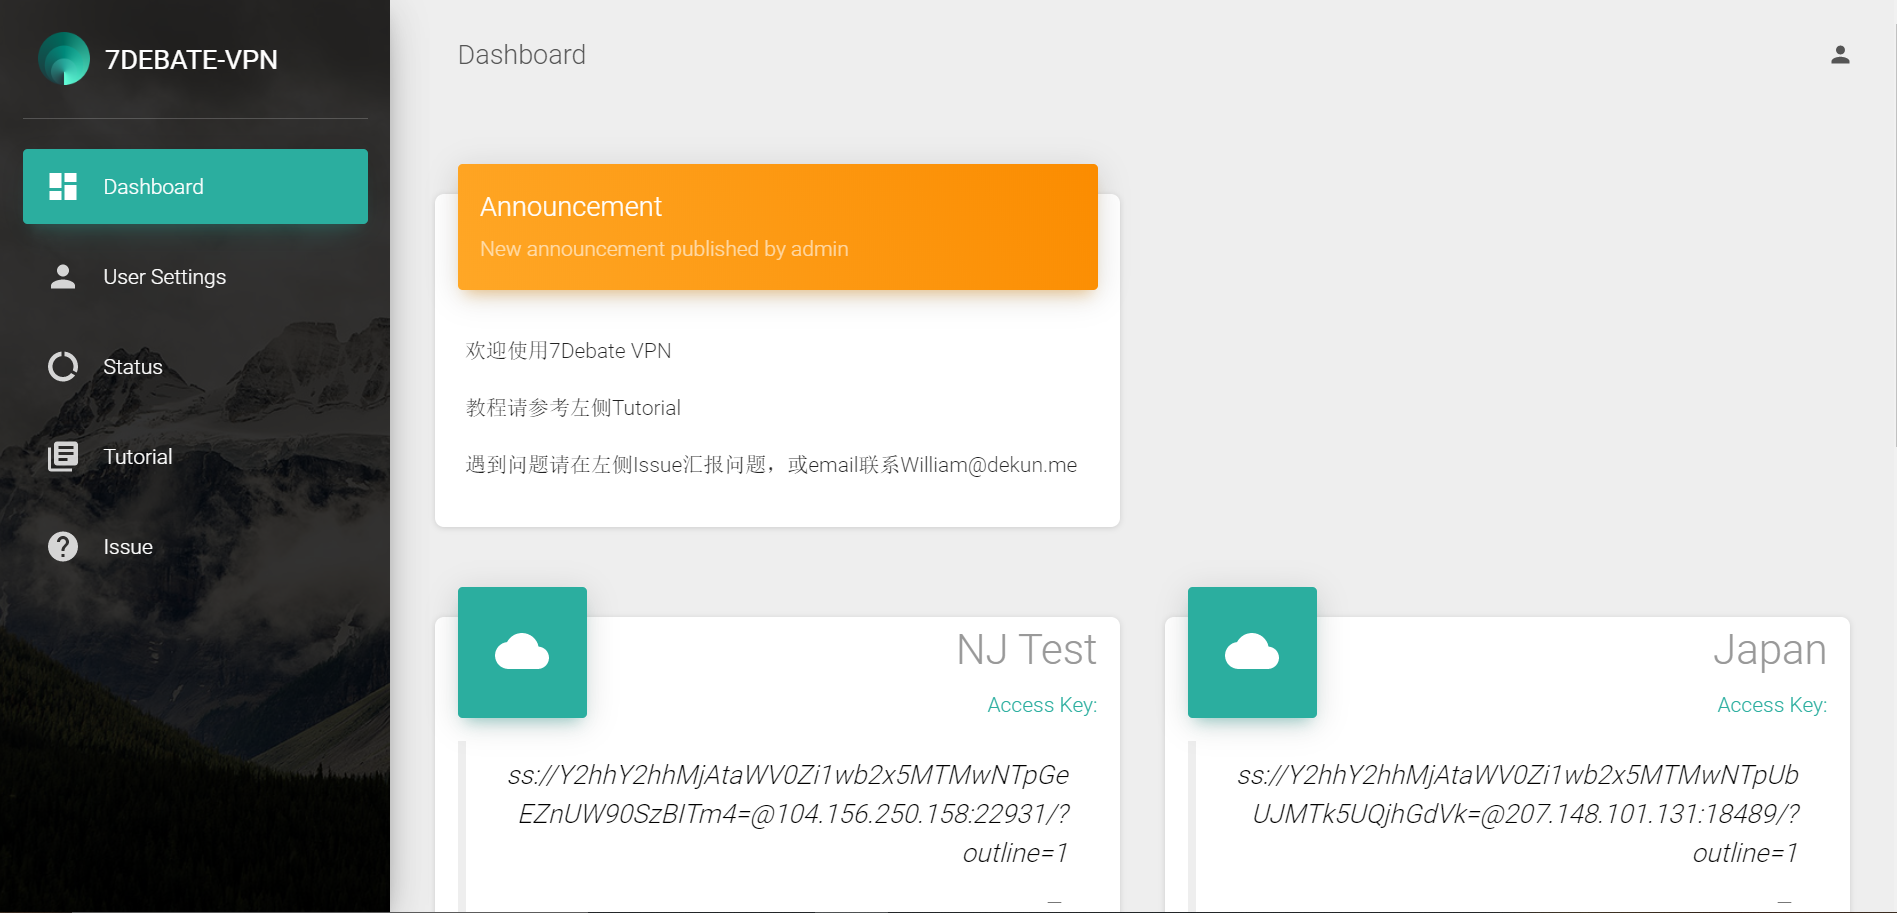 7DEBATE-VPN
Dashboard
User Settings
Status
Tutorial
Issue
Dashboard
Announcement
New announcement published by admin
欢迎使用7Debate VPN
教程请参考左侧Tutorial
遇到问题请在左侧Issue汇报问题，或email联系William@dekun.me
NJ Test
Access Key:
ss://Y2hhY2hhMjAtaWV0Zi1wb2x5MTMwNTpGe
EZnUW90SzBITm4=@104.156.250.158:22931/?
outline=1
Japan
Access Key:
ss://Y2hhY2hhMjAtaWV0Zi1wb2x5MTMwNTpUb
UJMTk5UQjhGdVk=@207.148.101.131:18489/?
outline=1